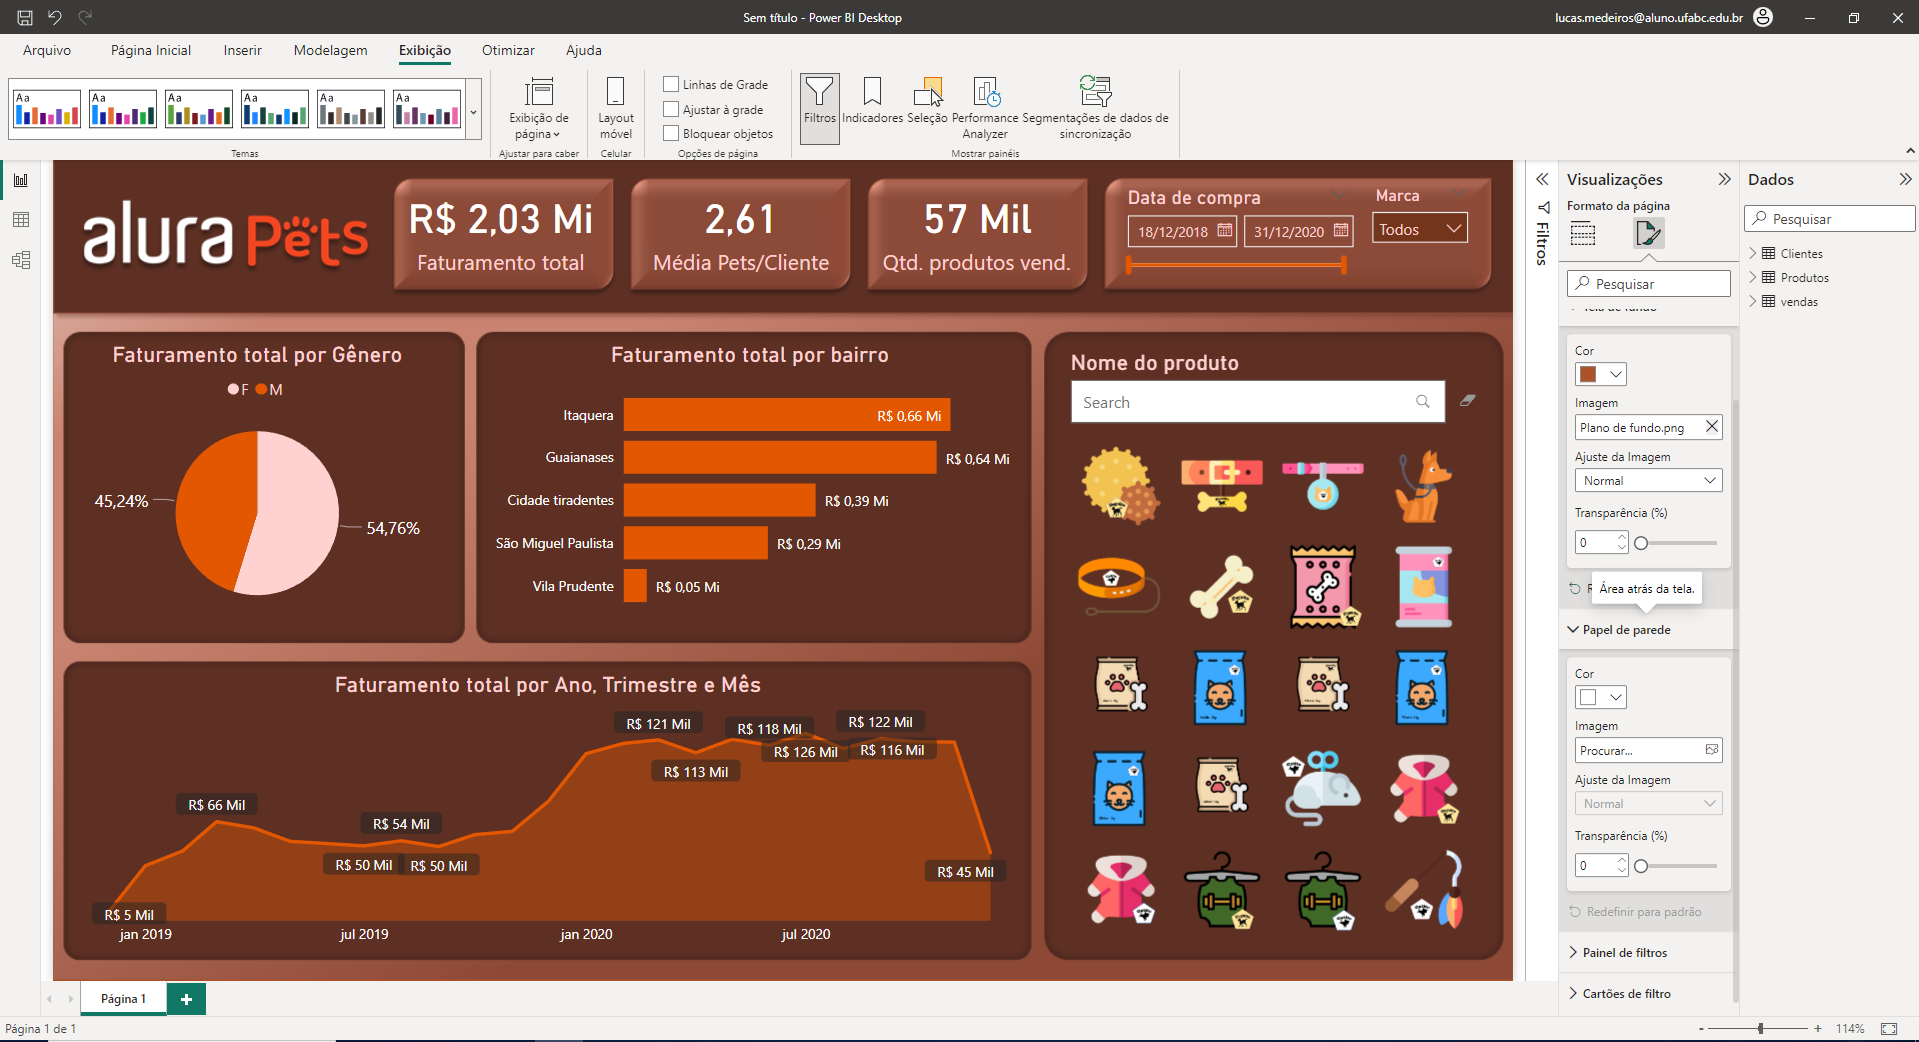 Sem título - Power BI Desktop
lucas.medeiros@aluno.ufabc.edu.br
Arquivo
Página Inicial
Inserir
Modelagem
Exibição
Otimizar
Ajuda
Aa
Aa
Aa
Aa
Aa
Aa
Temas
Exibição de
página
Ajustar para caber
Layout
móvel
Celular
Linhas de Grade
Ajustar à grade
Bloquear objetos
Opções de página
Filtros
Indicadores
Seleção
Performance
Analyzer
Segmentações de dados de
sincronização
Mostrar painéis
alura Pets
R$ 2,03 Mi
Faturamento total
2,61
Média Pets/Cliente
57 Mil
Qtd. produtos vend.
Data de compra
18/12/2018
31/12/2020
Marca
Todos
Faturamento total por Gênero
F
M
45,24%
54,76%
Faturamento total por bairro
Itaquera
R$ 0,66 Mi
Guaianases
R$ 0,64 Mi
Cidade tiradentes
R$ 0,39 Mi
São Miguel Paulista
R$ 0,29 Mi
Vila Prudente
R$ 0,05 Mi
Nome do produto
Search
Faturamento total por Ano, Trimestre e Mês
R$ 5 Mil
R$ 66 Mil
R$ 50 Mil
R$ 54 Mil
R$ 50 Mil
R$ 121 Mil
R$ 113 Mil
R$ 118 Mil
R$ 126 Mil
R$ 122 Mil
R$ 116 Mil
R$ 45 Mil
jan 2019
jul 2019
jan 2020
jul 2020
Filtros
Visualizações
Formato da página
Pesquisar
Tela de fundo
Cor
Imagem
Plano de fundo.png
Ajuste da Imagem
Normal
Transparência (%)
0
R
Área atrás da tela.
Papel de parede
Cor
Imagem
Procurar...
Ajuste da Imagem
Normal
Transparência (%)
0
Redefinir para padrão
Painel de filtros
Cartões de filtro
Dados
Pesquisar
Clientes
Produtos
vendas
Página 1
Página 1 de 1
114%